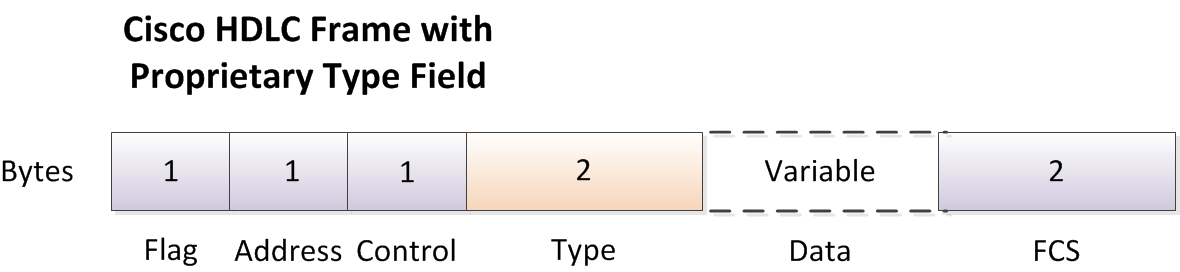 Cisco HDLC Frame with
Proprietary Type Field
Bytes 1 1 1 2 Variable 2
Flag Address Control Type Data FCS